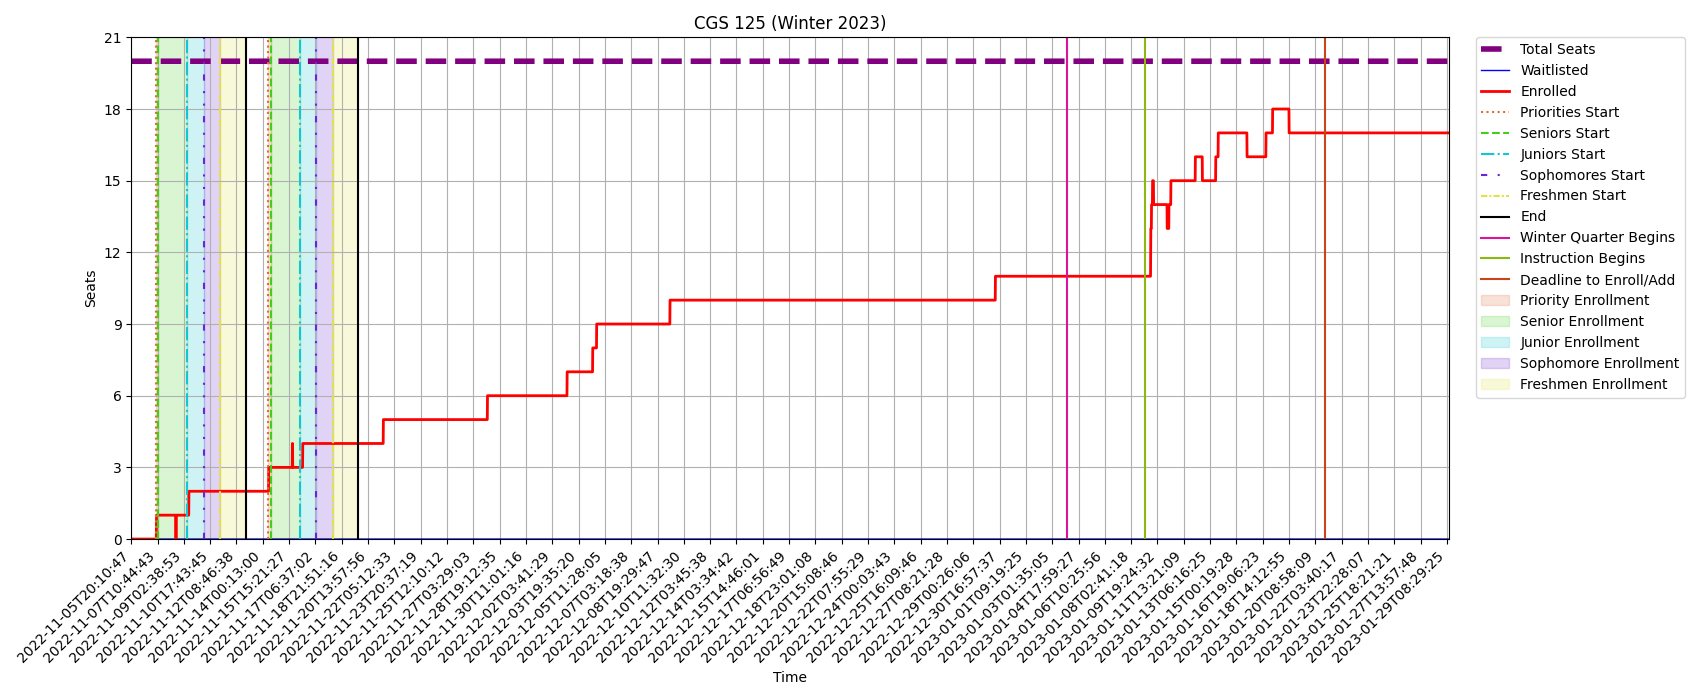 CGS 125 (Winter 2023)
21
18
15
12
9
6
3
0
Seats
Total Seats
Waitlisted
Enrolled
Priorities Start
Seniors Start
Juniors Start
Sophomores Start
Freshmen Start
End
Winter Quarter Begins
Instruction Begins
Deadline to Enroll/Add
Priority Enrollment
Senior Enrollment
Junior Enrollment
Sophomore Enrollment
Freshmen Enrollment
2022-11-05T20:10:47
2022-11-07T10:44:43
2022-11-09T02:38:53
2022-11-10T17:43:45
2022-11-12T08:46:38
2022-11-14T00:13:00
2022-11-15T15:21:27
2022-11-17T06:37:02
2022-11-18T21:51:16
2022-11-20T13:57:56
2022-11-22T05:12:33
2022-11-23T20:37:19
2022-11-25T12:10:12
2022-11-27T03:29:03
2022-11-28T19:12:35
2022-11-30T11:01:16
2022-12-02T03:41:29
2022-12-03T19:35:20
2022-12-05T11:28:05
2022-12-07T03:18:38
2022-12-08T19:29:47
2022-12-10T11:32:30
2022-12-12T03:45:38
2022-12-14T03:34:42
2022-12-15T14:46:01
2022-12-17T06:56:49
2022-12-18T23:01:08
2022-12-20T15:08:46
2022-12-22T07:55:29
2022-12-24T00:03:43
2022-12-25T16:09:46
2022-12-27T08:21:28
2022-12-29T00:26:06
2022-12-30T16:57:37
2023-01-01T09:19:25
2023-01-03T01:35:05
2023-01-04T17:59:27
2023-01-06T10:25:56
2023-01-08T02:41:18
2023-01-09T19:24:32
2023-01-11T13:21:09
2023-01-13T06:16:25
2023-01-15T00:19:28
2023-01-16T19:06:23
2023-01-18T14:12:55
2023-01-20T08:58:09
2023-01-22T03:40:17
2023-01-23T22:28:07
2023-01-25T18:21:21
2023-01-27T13:57:48
2023-01-29T08:29:25
Time